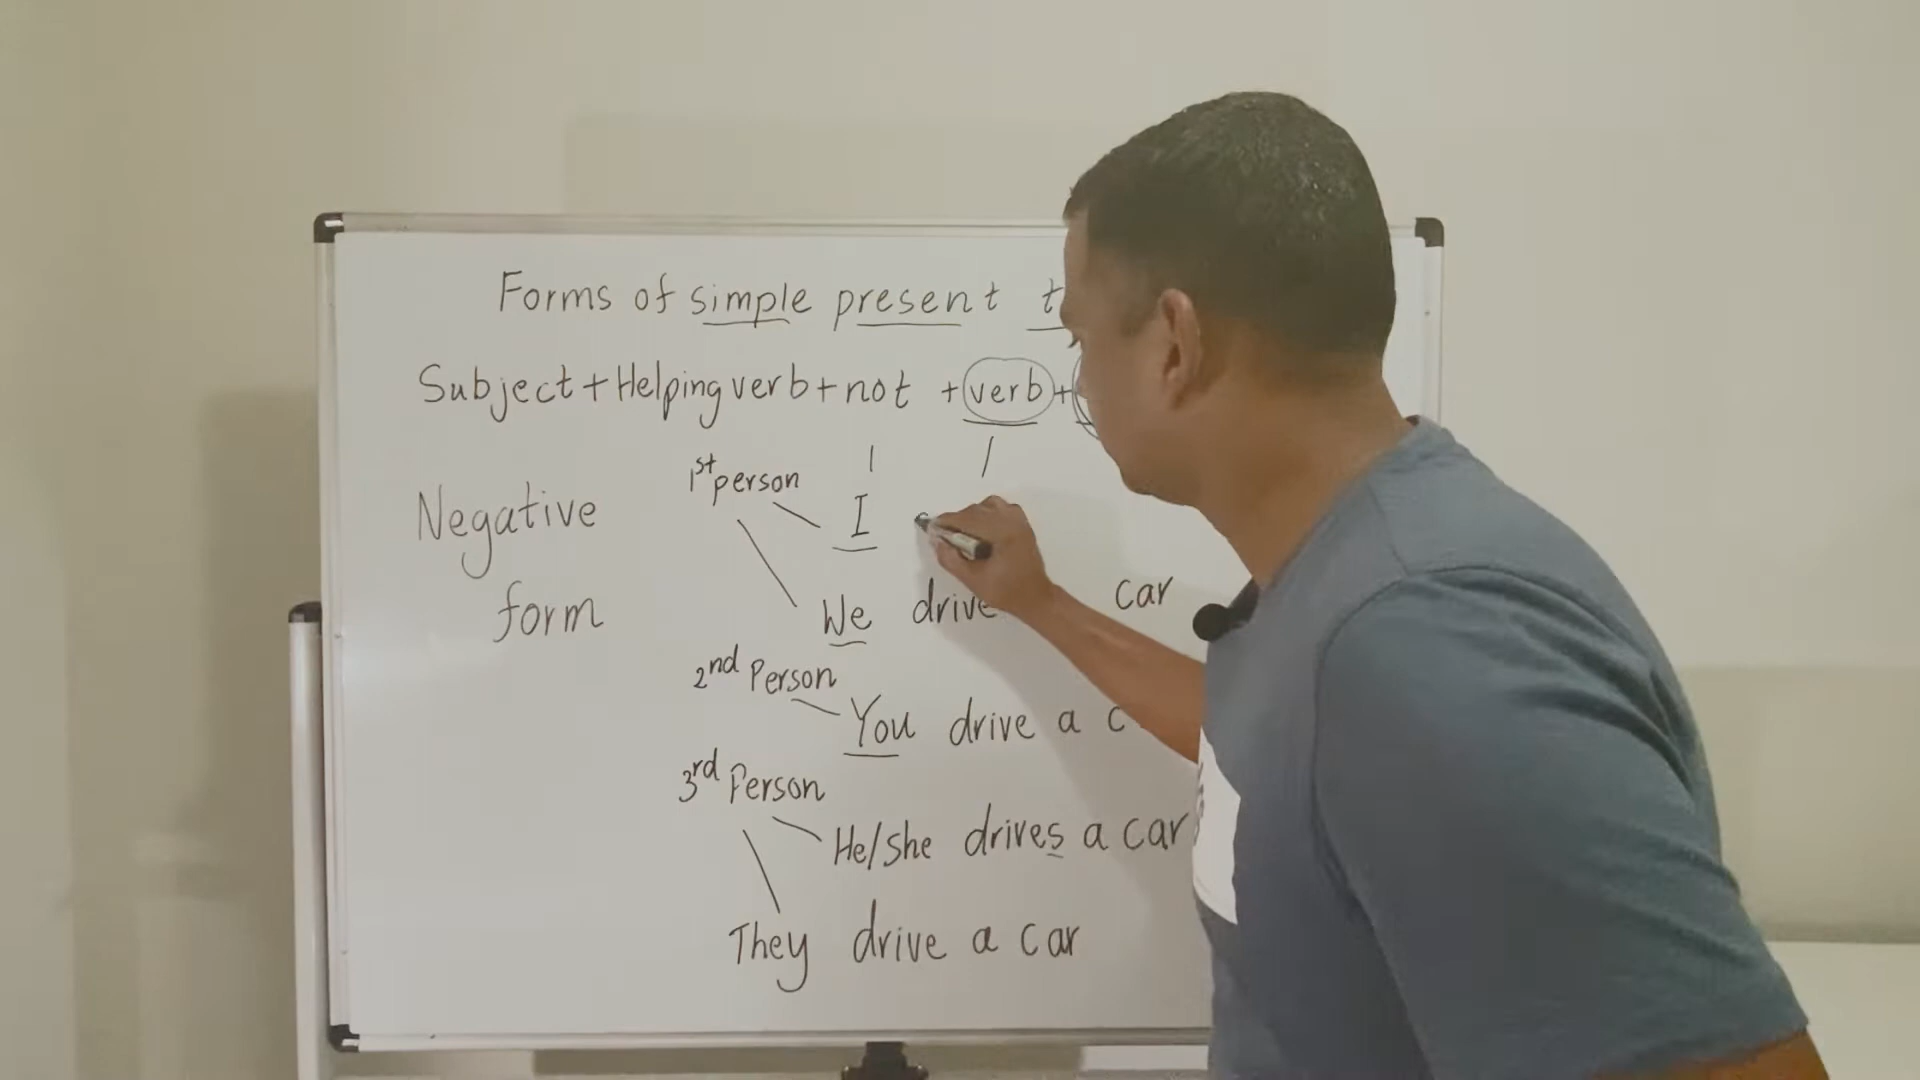 Forms of simple present
Subject + Helping verb + not + verb +
1st person
I
Negative
form
We drive car
2nd Person
You drive a
3rd Person
He/She drives a car
They drive a car